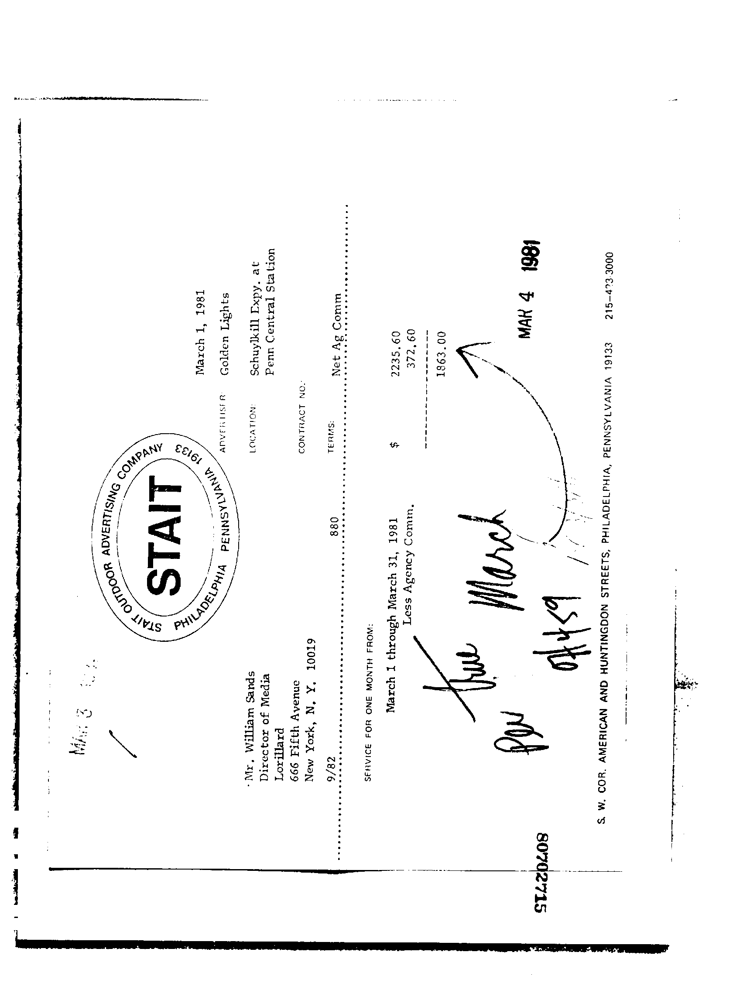 MAR 3
STAIT OUTDOOR ADVERTISING COMPANY
STAIT
PHILADELPHIA PENNSYLVANIA 19133
March 1, 1981
Mr. William Sands
Director of Media
Lorillard
666 Fifth Avenue
New York, N. Y. 10019
ADVERTISER Golden Lights
LOCATION: Schuylkill Expy. at
Penn Central Station
CONTRACT NO.:
9/82 880 TERMS: Net Ag Comm
SERVICE FOR ONE MONTH FROM:
March 1 through March 31, 1981 $ 2235.60
Less Agency Comm. 372.60
1863.00
Per true March
MAR 4 1981
S. W. COR. AMERICAN AND HUNTINGDON STREETS, PHILADELPHIA, PENNSYLVANIA 19133 215-423-3000
80702715